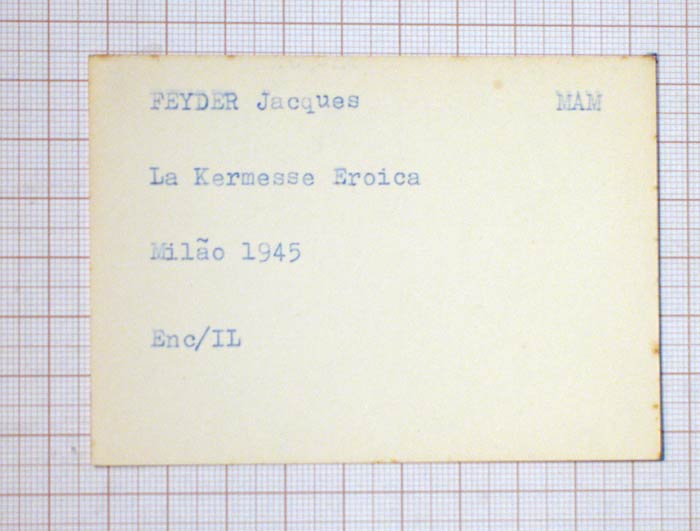 FEYDER Jacques MAM
La Kermesse Eroica
Milão 1945
Enc/IL